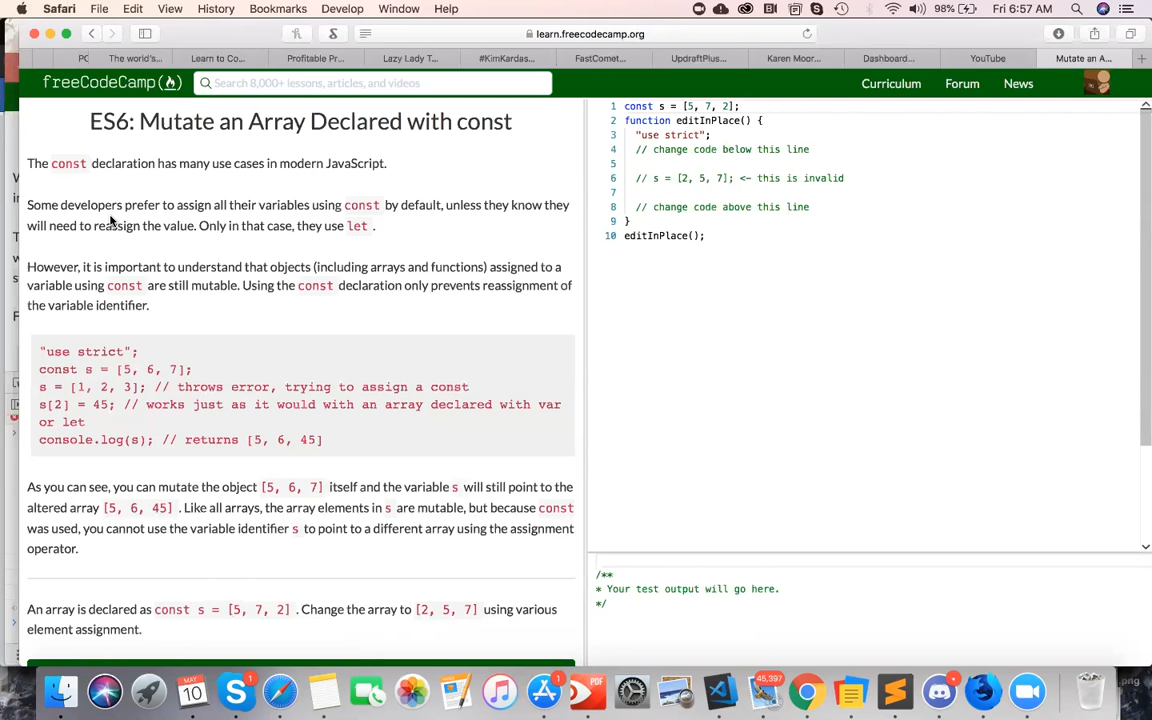 Safari File Edit View History Bookmarks Develop Window Help 98% Fri 6:57 AM
learn.freecodecamp.org
PC The world's... Learn to Co... Profitable Pr... Lazy Lady T... #KimKardas... FastComet... UpdraftPlus... Karen Moor... Dashboard... YouTube Mutate an A...
freeCodeCamp Search 8,000+ lessons, articles, and videos Curriculum Forum News
ES6: Mutate an Array Declared with const
The const declaration has many use cases in modern JavaScript.
Some developers prefer to assign all their variables using const by default, unless they know they
will need to reassign the value. Only in that case, they use let .
However, it is important to understand that objects (including arrays and functions) assigned to a
variable using const are still mutable. Using the const declaration only prevents reassignment of
the variable identifier.
"use strict";
const s = [5, 6, 7];
s = [1, 2, 3]; // throws error, trying to assign a const
s[2] = 45; // works just as it would with an array declared with var
or let
console.log(s); // returns [5, 6, 45]
As you can see, you can mutate the object [5, 6, 7] itself and the variable s will still point to the
altered array [5, 6, 45] . Like all arrays, the array elements in s are mutable, but because const
was used, you cannot use the variable identifier s to point to a different array using the assignment
operator.
An array is declared as const s = [5, 7, 2] . Change the array to [2, 5, 7] using various
element assignment.
1 const s = [5, 7, 2];
2 function editInPlace() {
3 "use strict";
4 // change code below this line
5
6 // s = [2, 5, 7]; <- this is invalid
7
8 // change code above this line
9 }
10 editInPlace();
/**
* Your test output will go here.
*/
MAY
10
1
1
PDF
45,397
.png